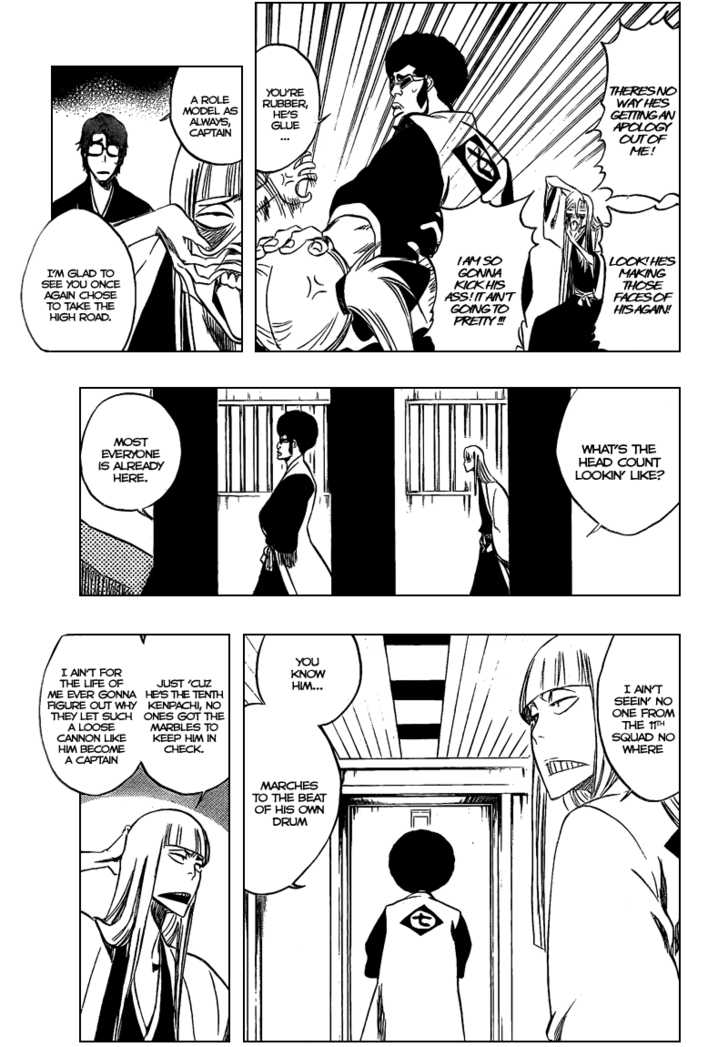 THERE'S NO
WAY HE'S
GETTING AN
APOLOGY
OUT OF
ME!
LOOK! HE'S
MAKING
THOSE
FACES OF
HIS AGAIN!
I AM SO
GONNA
KICK HIS
ASS! IT AIN'T
GOING TO
PRETTY!!!
YOU'RE
RUBBER,
HE'S
GLUE
...
七
A ROLE
MODEL AS
ALWAYS,
CAPTAIN
I'M GLAD TO
SEE YOU ONCE
AGAIN CHOSE
TO TAKE THE
HIGH ROAD.
WHAT'S THE
HEAD COUNT
LOOKIN' LIKE?
MOST
EVERYONE
IS ALREADY
HERE.
I AIN'T
SEEIN' NO
ONE FROM
THE 11TH
SQUAD NO
WHERE
YOU
KNOW
HIM...
MARCHES
TO THE BEAT
OF HIS OWN
DRUM
七
JUST 'CUZ
HE'S THE TENTH
KENPACHI, NO
ONES GOT THE
MARBLES TO
KEEP HIM IN
CHECK.
I AIN'T FOR
THE LIFE OF
ME EVER GONNA
FIGURE OUT WHY
THEY LET SUCH
A LOOSE
CANNON LIKE
HIM BECOME
A CAPTAIN